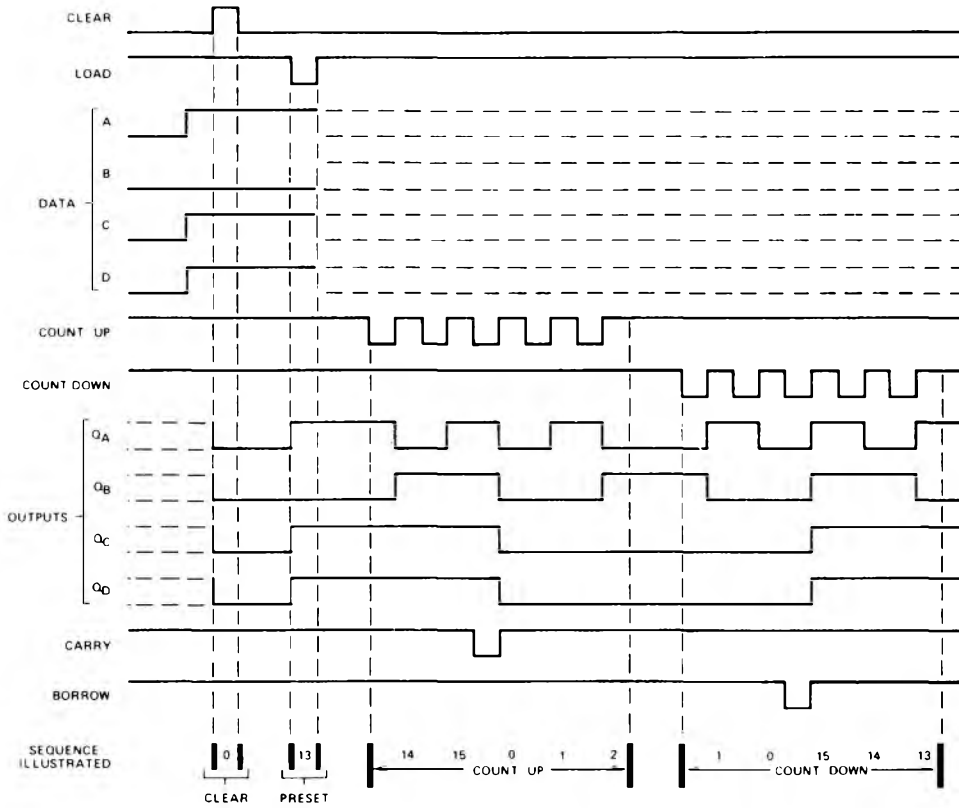 CLEAR
LOAD
A
B
DATA
C
D
COUNT UP
COUNT DOWN
QA
QB
OUTPUTS
QC
QD
CARRY
BORROW
SEQUENCE
ILLUSTRATED
0 13 14 15 0 1 2 1 0 15 14 13
COUNT UP COUNT DOWN
CLEAR PRESET